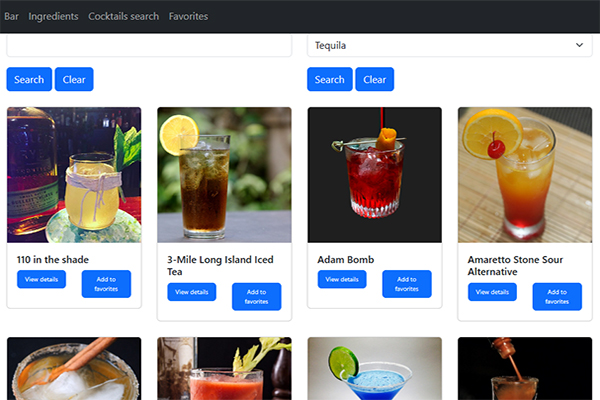 Bar Ingredients Cocktails search Favorites
Tequila
Search Clear Search Clear
110 in the shade
View details Add to
favorites
3-Mile Long Island Iced
Tea
View details Add to
favorites
Adam Bomb
View details Add to
favorites
Amaretto Stone Sour
Alternative
View details Add to
favorites